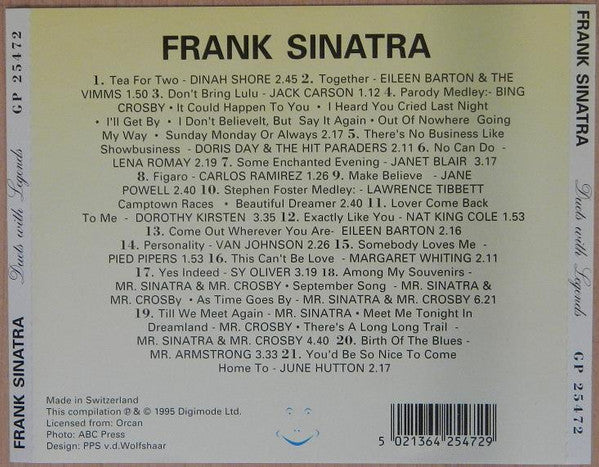 FRANK SINATRA
1. Tea For Two - DINAH SHORE 2.45 2. Together - EILEEN BARTON & THE
VIMMS 1.50 3. Don't Bring Lulu - JACK CARSON 1.12 4. Parody Medley:- BING
CROSBY • It Could Happen To You • I Heard You Cried Last Night
• I'll Get By • I Don't Believelt, But Say It Again • Out Of Nowhere Going
My Way • Sunday Monday Or Always 2.17 5. There's No Business Like
Showbusiness - DORIS DAY & THE HIT PARADERS 2.11 6. No Can Do -
LENA ROMAY 2.19 7. Some Enchanted Evening - JANET BLAIR 3.17
8. Figaro - CARLOS RAMIREZ 1.26 9. Make Believe - JANE
POWELL 2.40 10. Stephen Foster Medley: - LAWRENCE TIBBETT
Camptown Races • Beautiful Dreamer 2.40 11. Lover Come Back
To Me - DOROTHY KIRSTEN 3.35 12. Exactly Like You - NAT KING COLE 1.53
13. Come Out Wherever You Are- EILEEN BARTON 2.16
14. Personality - VAN JOHNSON 2.26 15. Somebody Loves Me -
PIED PIPERS 1.53 16. This Can't Be Love - MARGARET WHITING 2.11
17. Yes Indeed - SY OLIVER 3.19 18. Among My Souvenirs -
MR. SINATRA & MR. CROSBY • September Song - MR. SINATRA &
MR. CROSBy • As Time Goes By - MR. SINATRA & MR. CROSBY 6.21
19. Till We Meet Again - MR. SINATRA • Meet Me Tonight In
Dreamland - MR. CROSBY • There's A Long Long Trail -
MR. SINATRA & MR. CROSBY 4.40 20. Birth Of The Blues -
MR. ARMSTRONG 3.33 21. You'd Be So Nice To Come
Home To - JUNE HUTTON 2.17
Made in Switzerland
This compilation ℗ & © 1995 Digimode Ltd.
Licensed from: Orcan
Photo: ABC Press
Design: PPS v.d.Wolfshaar
5 021364 254729
FRANK SINATRA Duets with Legends GP 25472
FRANK SINATRA Duets with Legends GP 25472